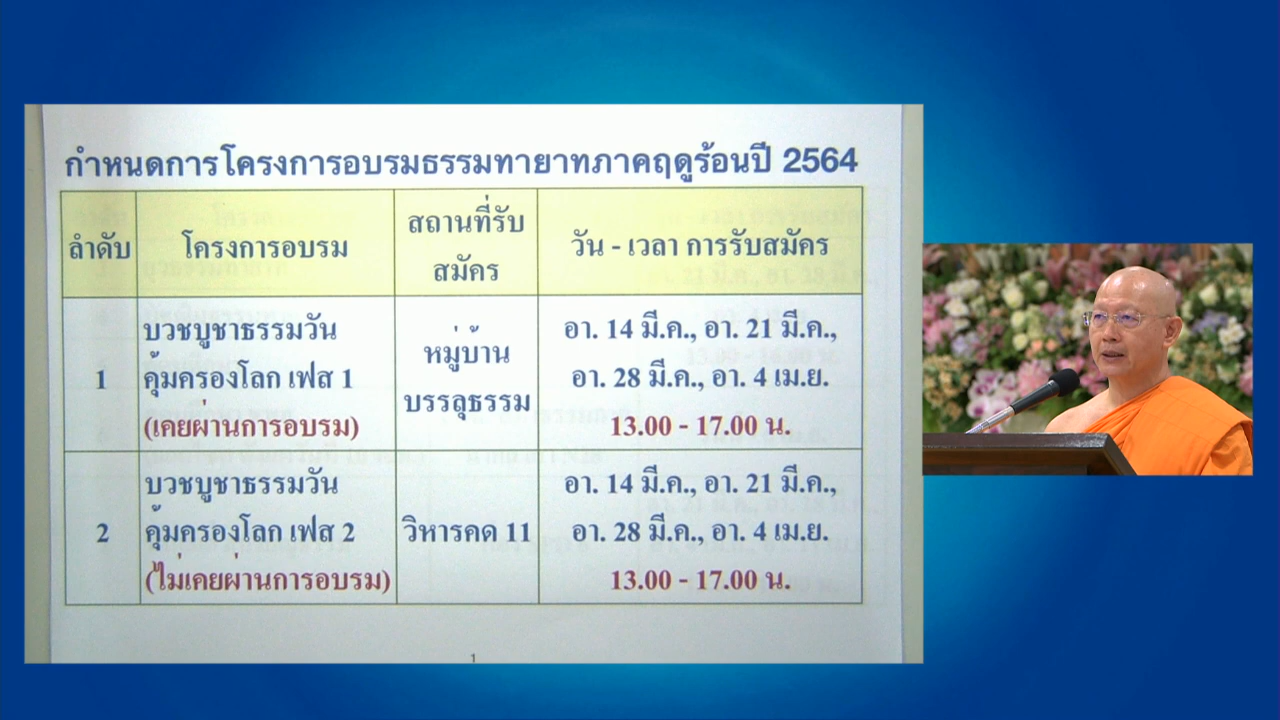 กำหนดการโครงการอบรมธรรมทายาทภาคฤดูร้อนปี 2564
ลำดับ
โครงการอบรม
สถานที่รับ
สมัคร
วัน - เวลา การรับสมัคร
1
บวชบูชาธรรมวัน
คุ้มครองโลก เฟส 1
(เคยผ่านการอบรม)
หมู่บ้าน
บรรลุธรรม
อา. 14 มี.ค., อา. 21 มี.ค.,
อา. 28 มี.ค., อา. 4 เม.ย.
13.00 - 17.00 น.
2
บวชบูชาธรรมวัน
คุ้มครองโลก เฟส 2
(ไม่เคยผ่านการอบรม)
วิหารคด 11
อา. 14 มี.ค., อา. 21 มี.ค.,
อา. 28 มี.ค., อา. 4 เม.ย.
13.00 - 17.00 น.
1